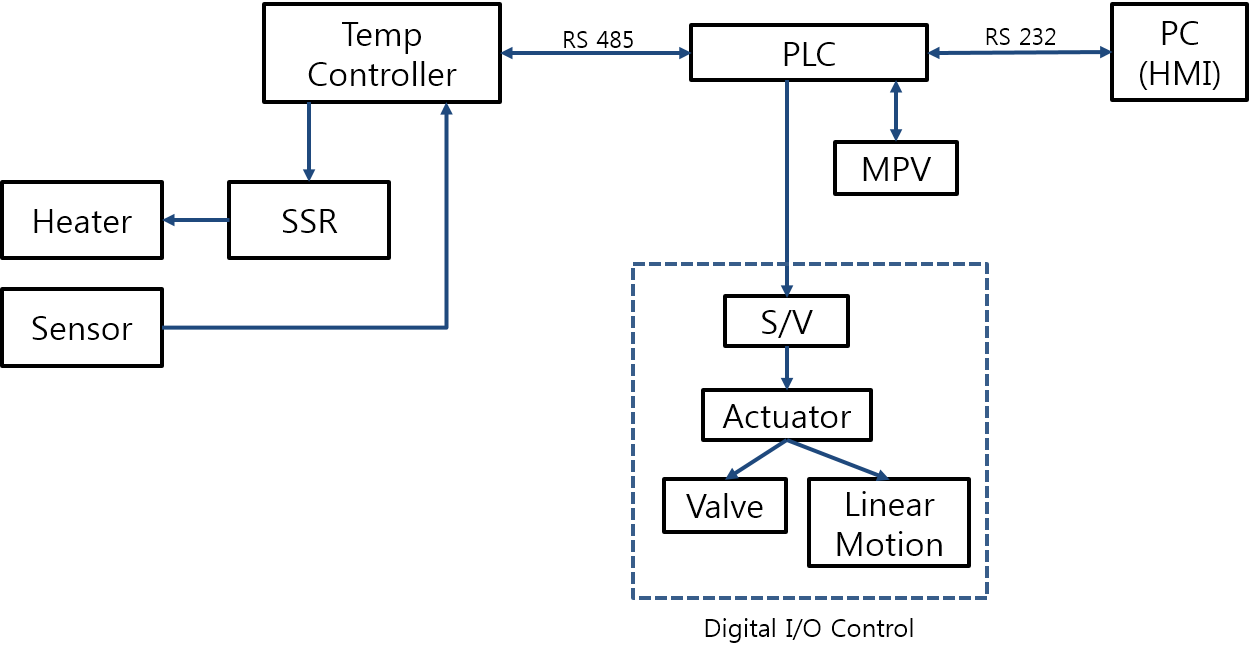 Temp
Controller
RS 485
PLC
RS 232
PC
(HMI)
MPV
Heater
SSR
Sensor
S/V
Actuator
Valve
Linear
Motion
Digital I/O Control